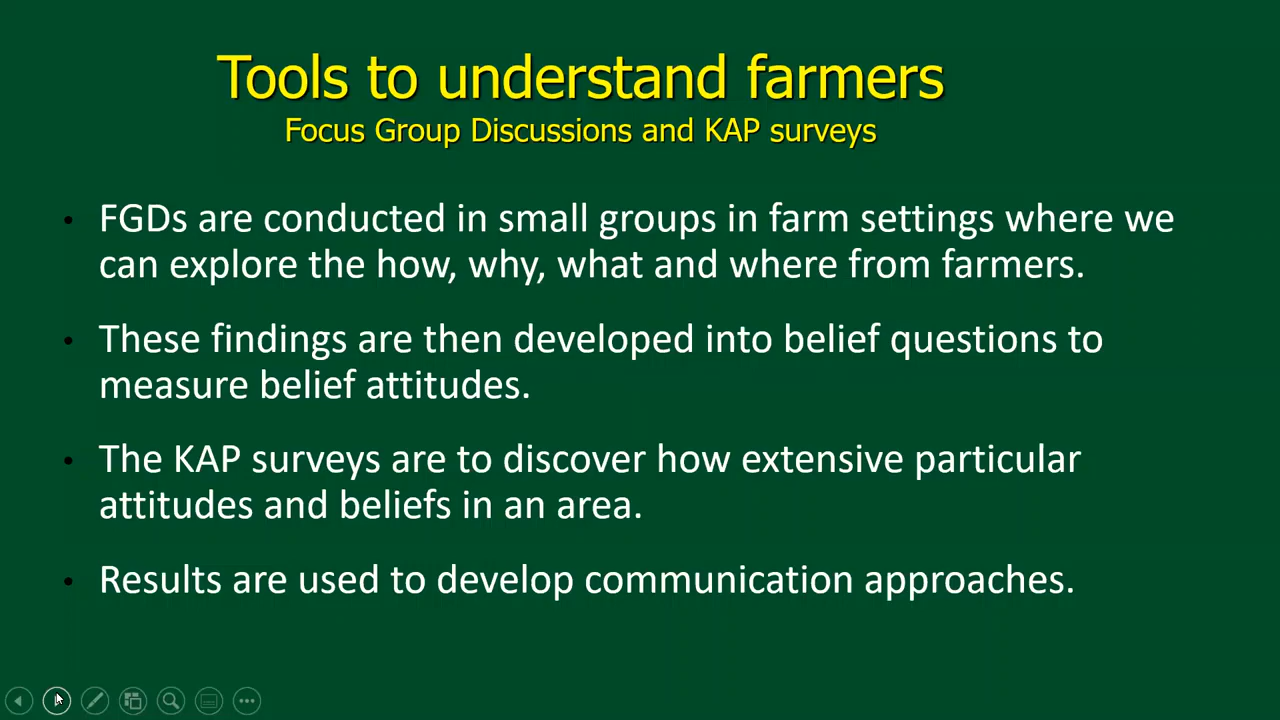 Tools to understand farmers
Focus Group Discussions and KAP surveys
• FGDs are conducted in small groups in farm settings where we
can explore the how, why, what and where from farmers.
• These findings are then developed into belief questions to
measure belief attitudes.
• The KAP surveys are to discover how extensive particular
attitudes and beliefs in an area.
• Results are used to develop communication approaches.